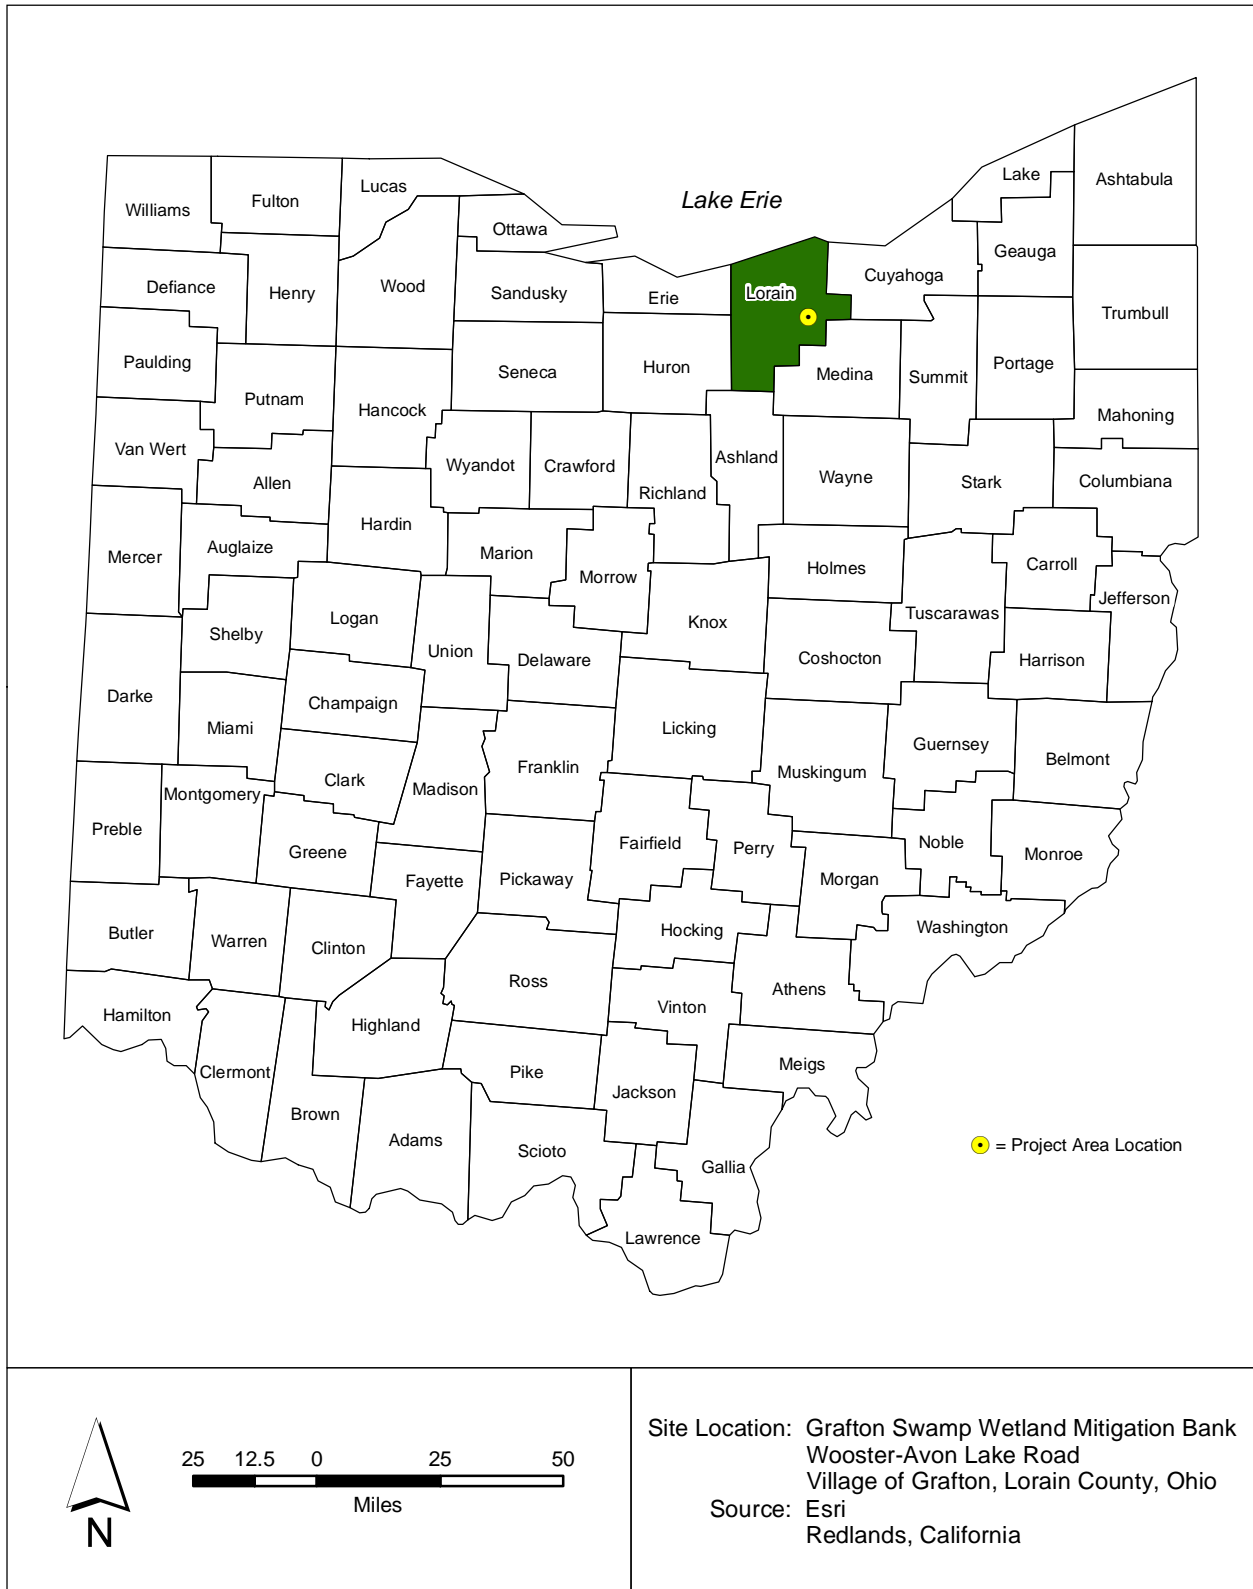 Lake Erie
Lake
Ashtabula
Lucas
Fulton
Williams
Ottawa
Geauga
Cuyahoga
Wood
Defiance
Henry
Sandusky
Erie
Lorain
Trumbull
Paulding
Seneca
Huron
Medina
Summit
Portage
Putnam
Hancock
Mahoning
Van Wert
Allen
Wyandot
Crawford
Ashland
Richland
Wayne
Stark
Columbiana
Hardin
Mercer
Auglaize
Marion
Morrow
Holmes
Carroll
Jefferson
Tuscarawas
Logan
Knox
Shelby
Union
Delaware
Coshocton
Harrison
Darke
Champaign
Miami
Licking
Guernsey
Belmont
Franklin
Muskingum
Clark
Madison
Montgomery
Preble
Fairfield
Perry
Noble
Monroe
Greene
Fayette
Pickaway
Morgan
Butler
Warren
Clinton
Hocking
Washington
Ross
Athens
Hamilton
Highland
Vinton
Clermont
Pike
Meigs
Jackson
Brown
Adams
Scioto
Gallia
Lawrence
= Project Area Location
N
25 12.5 0 25 50
Miles
Site Location: Grafton Swamp Wetland Mitigation Bank
Wooster-Avon Lake Road
Village of Grafton, Lorain County, Ohio
Source: Esri
Redlands, California